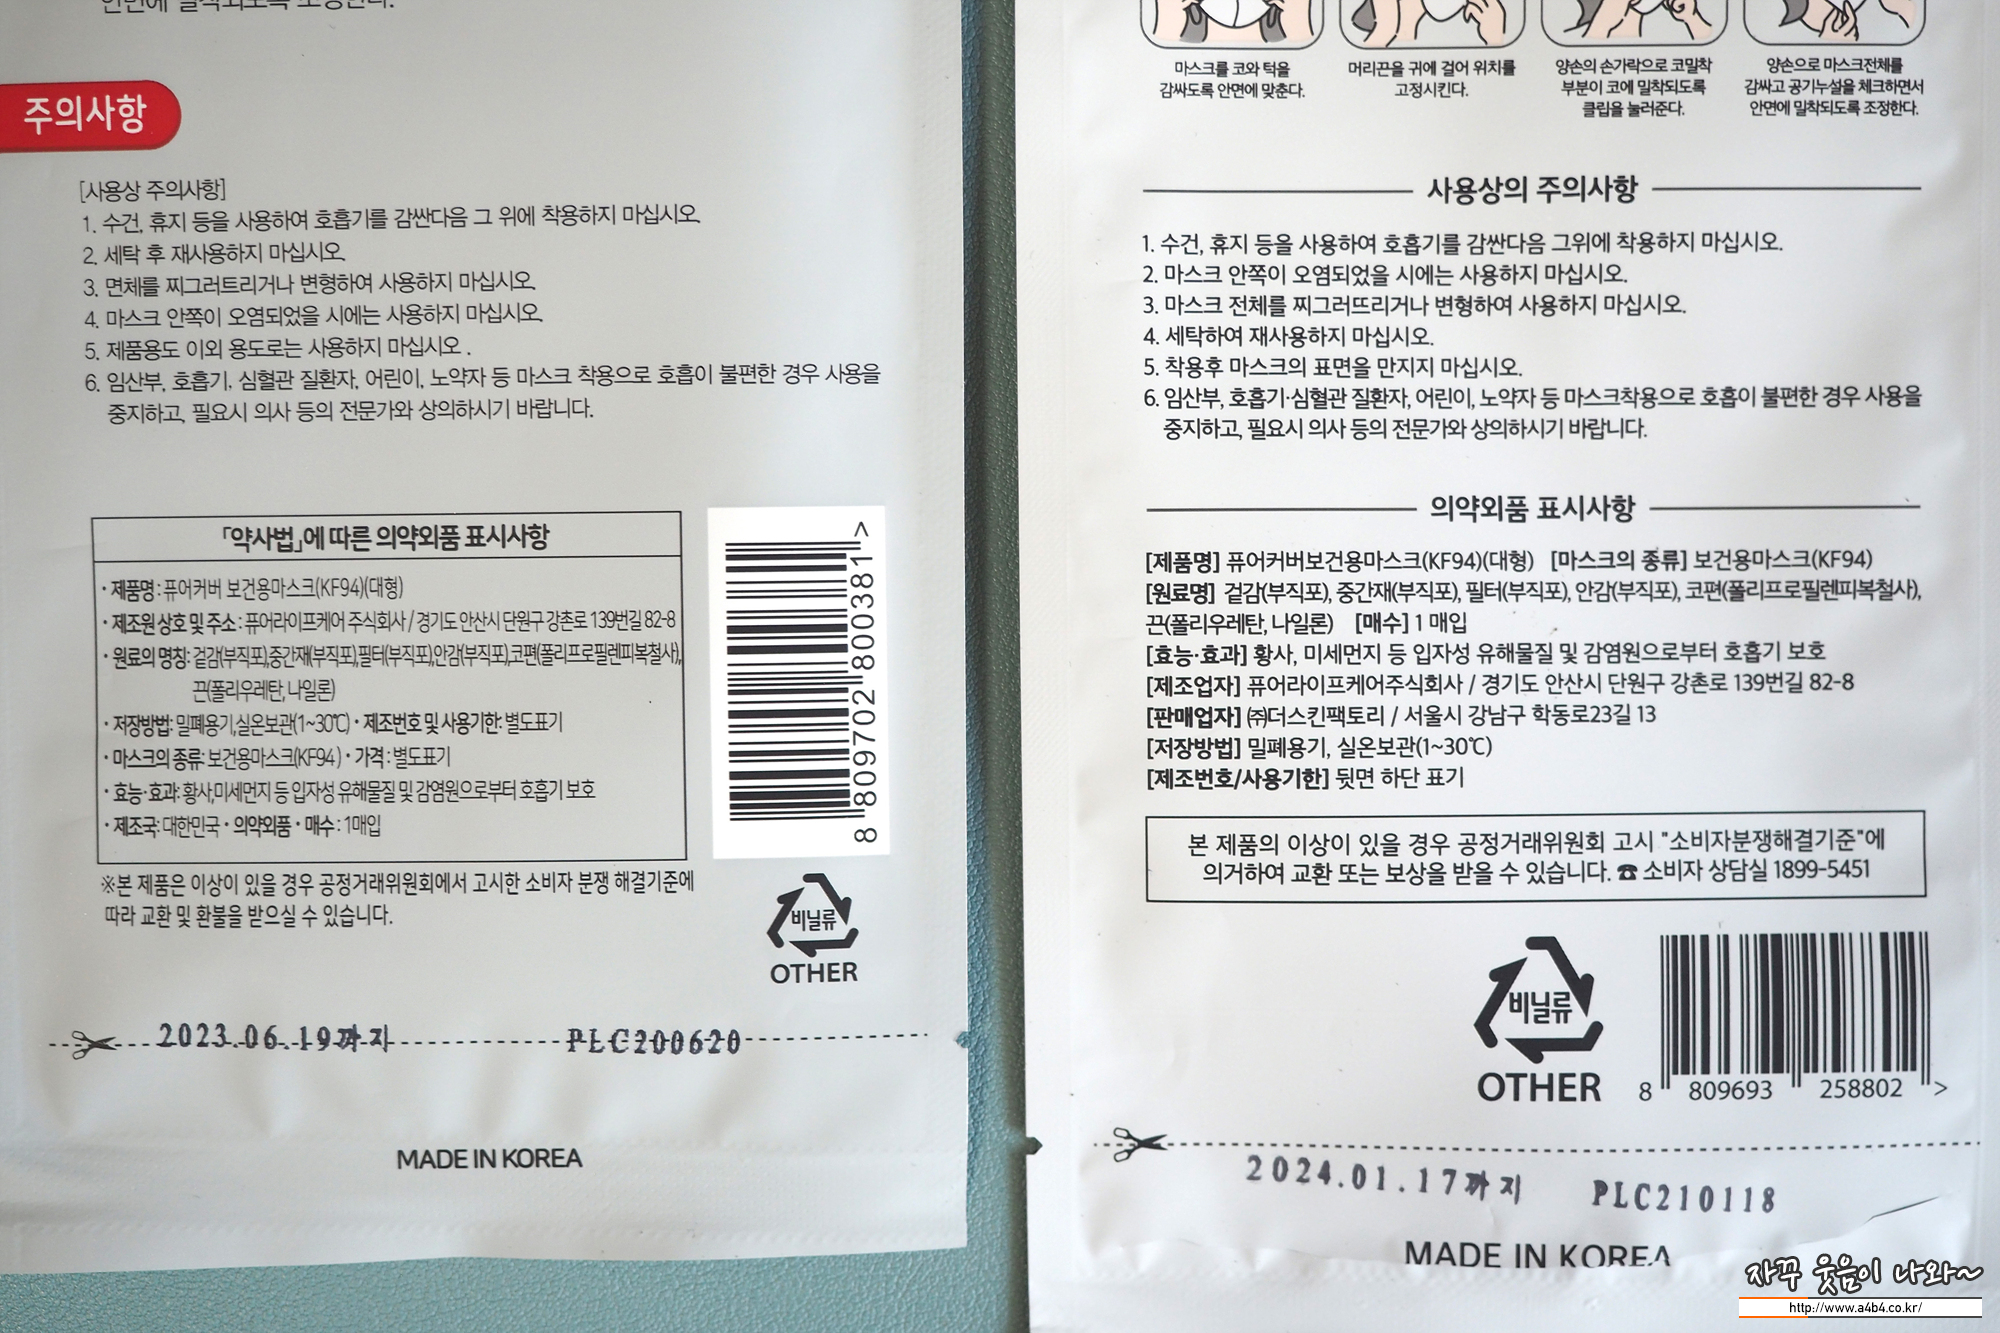 안면에 밀착되도록 조정한다.
주의사항
[사용상 주의사항]
1. 수건, 휴지 등을 사용하여 호흡기를 감싼다음 그 위에 착용하지 마십시오.
2. 세탁 후 재사용하지 마십시오.
3. 면체를 찌그러트리거나 변형하여 사용하지 마십시오.
4. 마스크 안쪽이 오염되었을 시에는 사용하지 마십시오.
5. 제품용도 이외 용도로는 사용하지 마십시오 .
6. 임산부, 호흡기, 심혈관 질환자, 어린이, 노약자 등 마스크 착용으로 호흡이 불편한 경우 사용을
중지하고, 필요시 의사 등의 전문가와 상의하시기 바랍니다.
「약사법」에 따른 의약외품 표시사항
· 제품명 : 퓨어커버 보건용마스크(KF94)(대형)
· 제조원 상호 및 주소 : 퓨어라이프케어 주식회사 / 경기도 안산시 단원구 강촌로 139번길 82-8
· 원료의 명칭: 겉감(부직포),중간재(부직포),필터(부직포),안감(부직포),코편(폴리프로필렌피복철사),
끈(폴리우레탄, 나일론)
· 저장방법: 밀폐용기,실온보관(1~30℃) · 제조번호 및 사용기한: 별도표기
· 마스크의 종류: 보건용마스크(KF94) · 가격 : 별도표기
· 효능·효과: 황사,미세먼지 등 입자성 유해물질 및 감염원으로부터 호흡기 보호
· 제조국: 대한민국 · 의약외품 · 매수 : 1매입
8 809702 800381 >
※본 제품은 이상이 있을 경우 공정거래위원회에서 고시한 소비자 분쟁 해결기준에
따라 교환 및 환불을 받으실 수 있습니다.
비닐류
OTHER
2023.06.19까지 PLC200620
MADE IN KOREA
마스크를 코와 턱을
감싸도록 안면에 맞춘다.
머리끈을 귀에 걸어 위치를
고정시킨다.
양손의 손가락으로 코밀착
부분이 코에 밀착되도록
클립을 눌러준다.
양손으로 마스크전체를
감싸고 공기누설을 체크하면서
안면에 밀착되도록 조정한다.
사용상의 주의사항
1. 수건, 휴지 등을 사용하여 호흡기를 감싼다음 그위에 착용하지 마십시오.
2. 마스크 안쪽이 오염되었을 시에는 사용하지 마십시오.
3. 마스크 전체를 찌그러뜨리거나 변형하여 사용하지 마십시오.
4. 세탁하여 재사용하지 마십시오.
5. 착용후 마스크의 표면을 만지지 마십시오.
6. 임산부, 호흡기·심혈관 질환자, 어린이, 노약자 등 마스크착용으로 호흡이 불편한 경우 사용을
중지하고, 필요시 의사 등의 전문가와 상의하시기 바랍니다.
의약외품 표시사항
[제품명] 퓨어커버보건용마스크(KF94)(대형) [마스크의 종류] 보건용마스크(KF94)
[원료명] 겉감(부직포), 중간재(부직포), 필터(부직포), 안감(부직포), 코편(폴리프로필렌피복철사),
끈(폴리우레탄, 나일론) [매수] 1 매입
[효능·효과] 황사, 미세먼지 등 입자성 유해물질 및 감염원으로부터 호흡기 보호
[제조업자] 퓨어라이프케어주식회사 / 경기도 안산시 단원구 강촌로 139번길 82-8
[판매업자] ㈜더스킨팩토리 / 서울시 강남구 학동로23길 13
[저장방법] 밀폐용기, 실온보관(1~30℃)
[제조번호/사용기한] 뒷면 하단 표기
본 제품의 이상이 있을 경우 공정거래위원회 고시 "소비자분쟁해결기준"에
의거하여 교환 또는 보상을 받을 수 있습니다. ☎ 소비자 상담실 1899-5451
비닐류
OTHER
8 809693 258802 >
2024.01.17까지 PLC210118
MADE IN KOREA
자꾸 웃음이 나와~
http://www.a4b4.co.kr/